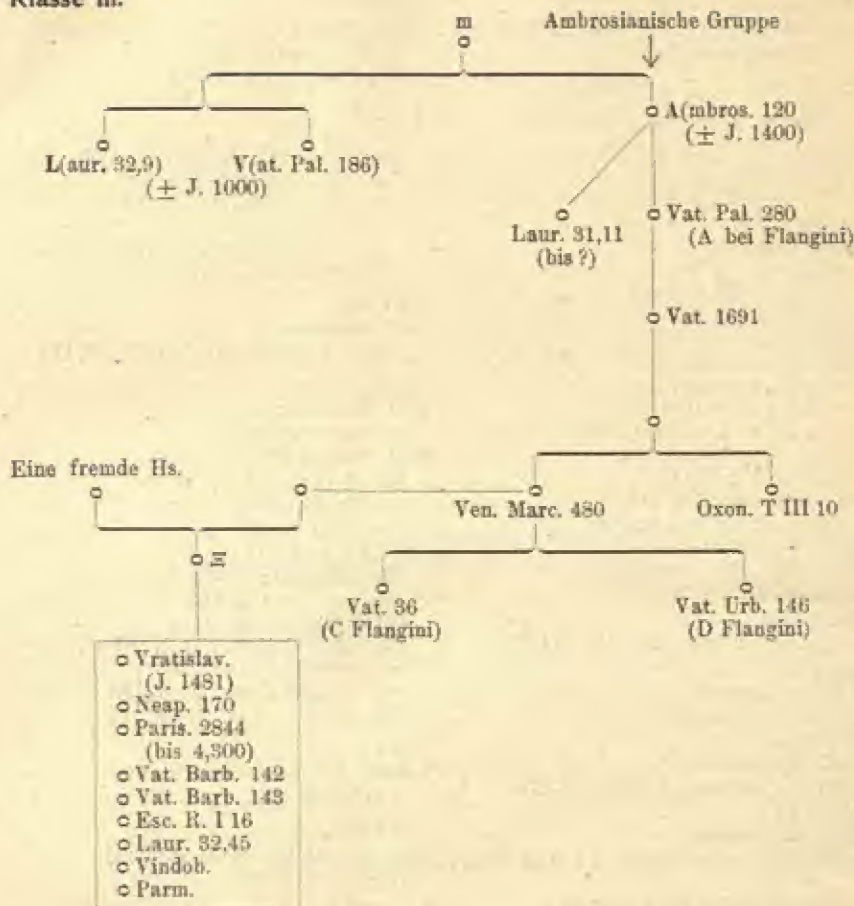 Klasse m.
m
Ambrosianische Gruppe
A(mbros. 120
(± J. 1400)
L(aur. 32,9)
V(at. Pal. 186)
(± J. 1000)
Laur. 31,11
(bis ?)
Vat. Pal. 280
(A bei Flangini)
Vat. 1691
Eine fremde Hs.
Ven. Marc. 480
Oxon. T III 10
Ξ
Vat. 36
(C Flangini)
Vat. Urb. 146
(D Flangini)
Vratislav.
(J. 1481)
Neap. 170
Paris. 2844
(bis 4,300)
Vat. Barb. 142
Vat. Barb. 143
Esc. R. I 16
Laur. 32,45
Vindob.
Parm.